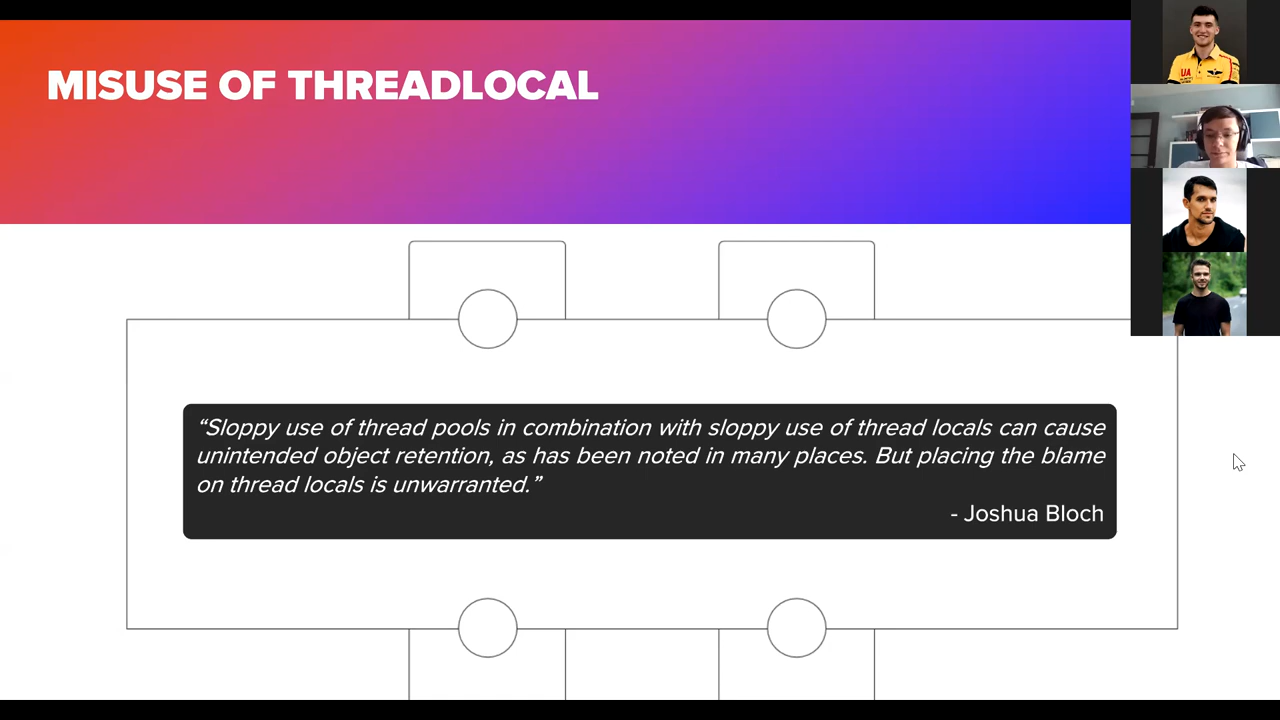 MISUSE OF THREADLOCAL
“Sloppy use of thread pools in combination with sloppy use of thread locals can cause
unintended object retention, as has been noted in many places. But placing the blame
on thread locals is unwarranted.”
- Joshua Bloch
UA